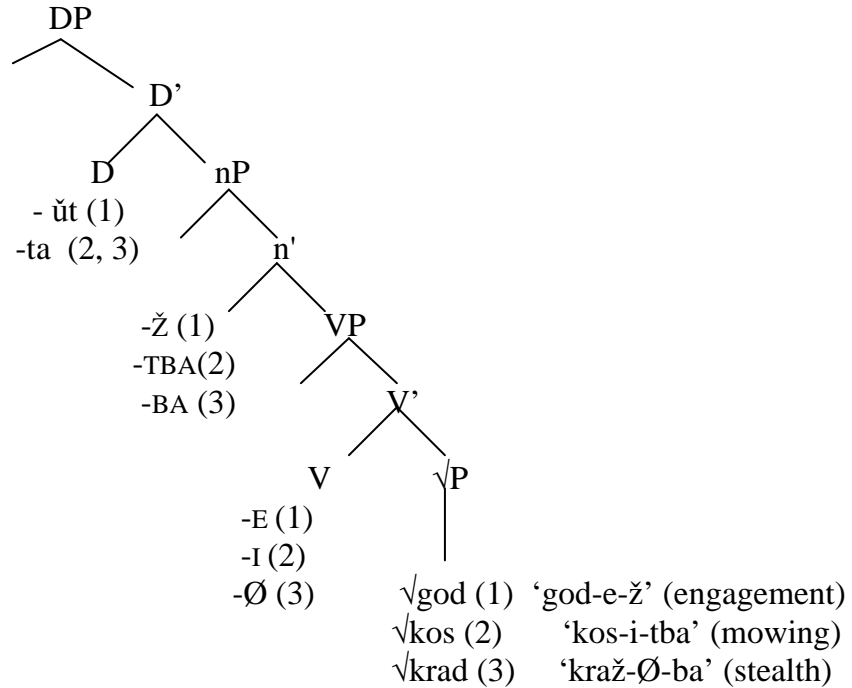 DP
D’
D nP
- ŭt (1)
-ta (2, 3)
n'
-Ž (1)
VP
-TBA(2)
-BA (3)
V’
V √P
-E (1)
-I (2)
-Ø (3) √god (1) ‘god-e-ž’ (engagement)
√kos (2) ‘kos-i-tba’ (mowing)
√krad (3) ‘kraž-Ø-ba’ (stealth)